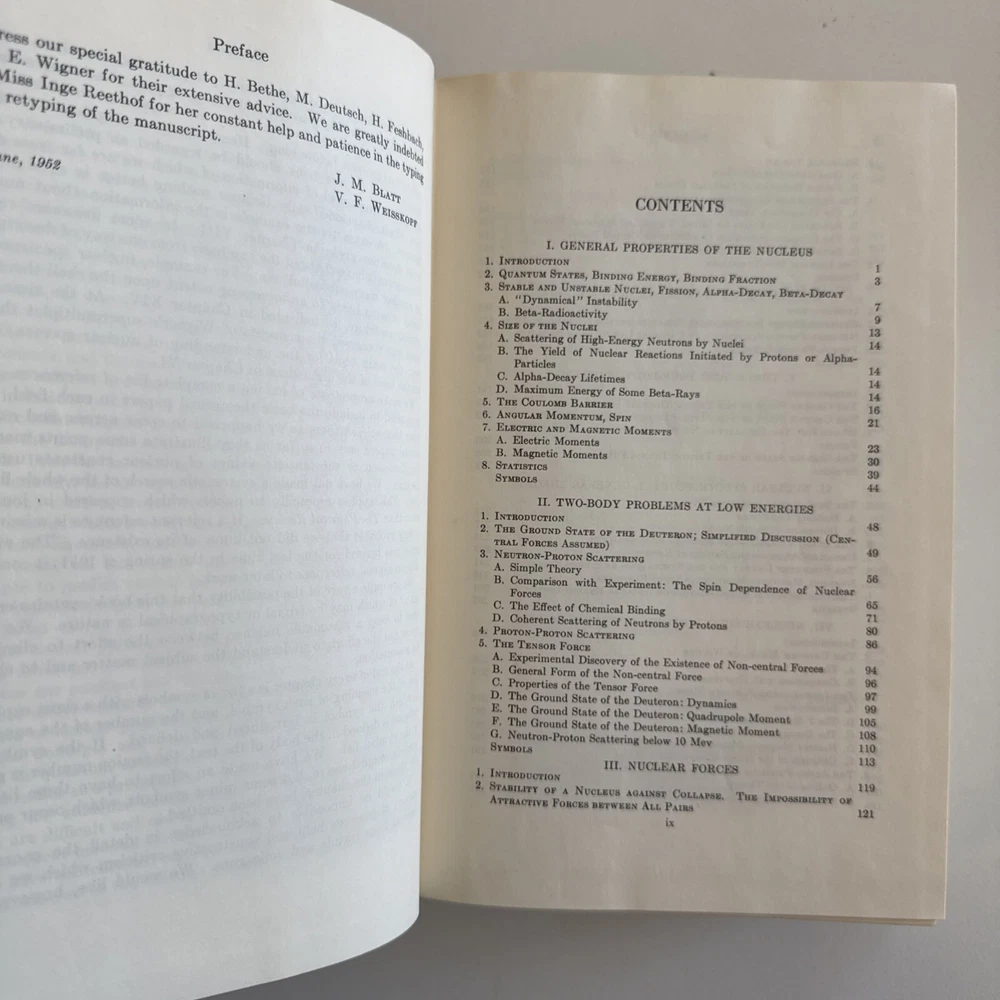 Preface
our special gratitude to H. Bethe, M. Deutsch, H. Feshbach,
E. Wigner for their extensive advice. We are greatly indebted
Miss Inge Reethof for her constant help and patience in the typing
retyping of the manuscript.
J. M. Blatt
V. F. Weisskopf
1952
CONTENTS
I. GENERAL PROPERTIES OF THE NUCLEUS
1. Introduction 1
2. Quantum States, Binding Energy, Binding Fraction 3
3. Stable and Unstable Nuclei, Fission, Alpha-Decay, Beta-Decay
A. "Dynamical" Instability 7
B. Beta-Radioactivity 9
4. Size of the Nuclei 13
A. Scattering of High-Energy Neutrons by Nuclei 14
B. The Yield of Nuclear Reactions Initiated by Protons or Alpha-
Particles 14
C. Alpha-Decay Lifetimes 14
D. Maximum Energy of Some Beta-Rays 14
5. The Coulomb Barrier 16
6. Angular Momentum, Spin 21
7. Electric and Magnetic Moments
A. Electric Moments 23
B. Magnetic Moments 30
8. Statistics 39
Symbols 44
II. TWO-BODY PROBLEMS AT LOW ENERGIES
1. Introduction 48
2. The Ground State of the Deuteron; Simplified Discussion (Cen-
tral Forces Assumed) 49
3. Neutron-Proton Scattering
A. Simple Theory 56
B. Comparison with Experiment: The Spin Dependence of Nuclear
Forces 65
C. The Effect of Chemical Binding 71
D. Coherent Scattering of Neutrons by Protons 80
4. Proton-Proton Scattering 86
5. The Tensor Force
A. Experimental Discovery of the Existence of Non-central Forces 94
B. General Form of the Non-central Force 96
C. Properties of the Tensor Force 97
D. The Ground State of the Deuteron: Dynamics 99
E. The Ground State of the Deuteron: Quadrupole Moment 105
F. The Ground State of the Deuteron: Magnetic Moment 108
G. Neutron-Proton Scattering below 10 Mev 110
Symbols 113
III. NUCLEAR FORCES
1. Introduction 119
2. Stability of a Nucleus against Collapse. The Impossibility of
Attractive Forces between All Pairs 121
ix